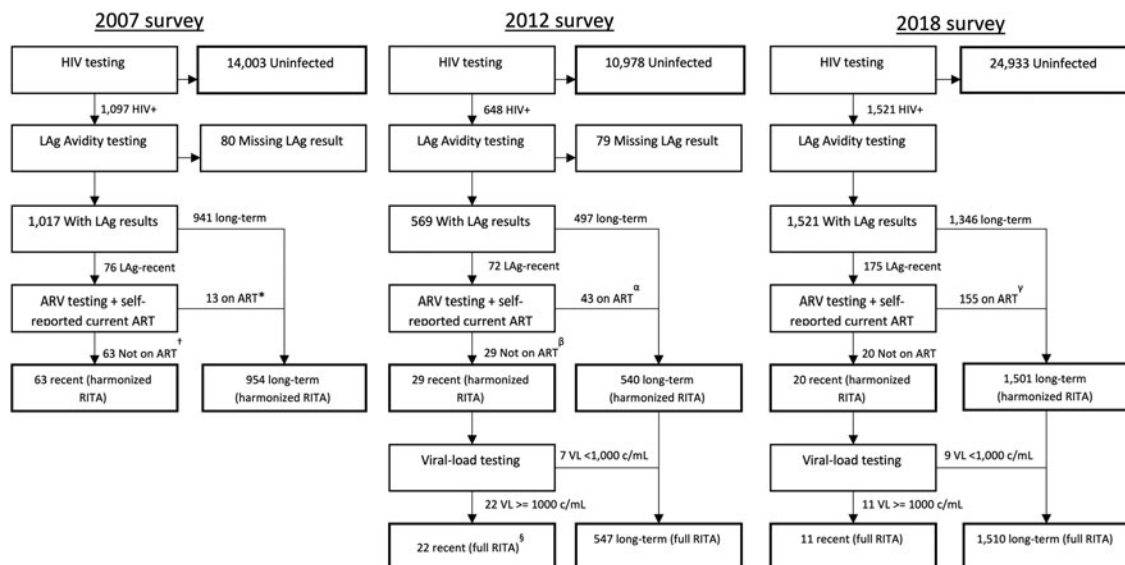 2007 survey
HIV testing
14,003 Uninfected
1,097 HIV+
LAg Avidity testing
80 Missing LAg result
1,017 With LAg results
941 long-term
76 LAg-recent
ARV testing + self-
reported current ART
13 on ART*
63 Not on ART†
63 recent (harmonized
RITA)
954 long-term
(harmonized RITA)
2012 survey
HIV testing
10,978 Uninfected
648 HIV+
LAg Avidity testing
79 Missing LAg result
569 With LAg results
497 long-term
72 LAg-recent
ARV testing + self-
reported current ART
43 on ARTα
29 Not on ARTβ
29 recent (harmonized
RITA)
540 long-term
(harmonized RITA)
Viral-load testing
7 VL <1,000 c/mL
22 VL >= 1000 c/mL
22 recent (full RITA)§
547 long-term (full RITA)
2018 survey
HIV testing
24,933 Uninfected
1,521 HIV+
LAg Avidity testing
1,521 With LAg results
1,346 long-term
175 LAg-recent
ARV testing + self-
reported current ART
155 on ARTγ
20 Not on ART
20 recent (harmonized
RITA)
1,501 long-term
(harmonized RITA)
Viral-load testing
9 VL <1,000 c/mL
11 VL >= 1000 c/mL
11 recent (full RITA)
1,510 long-term (full RITA)